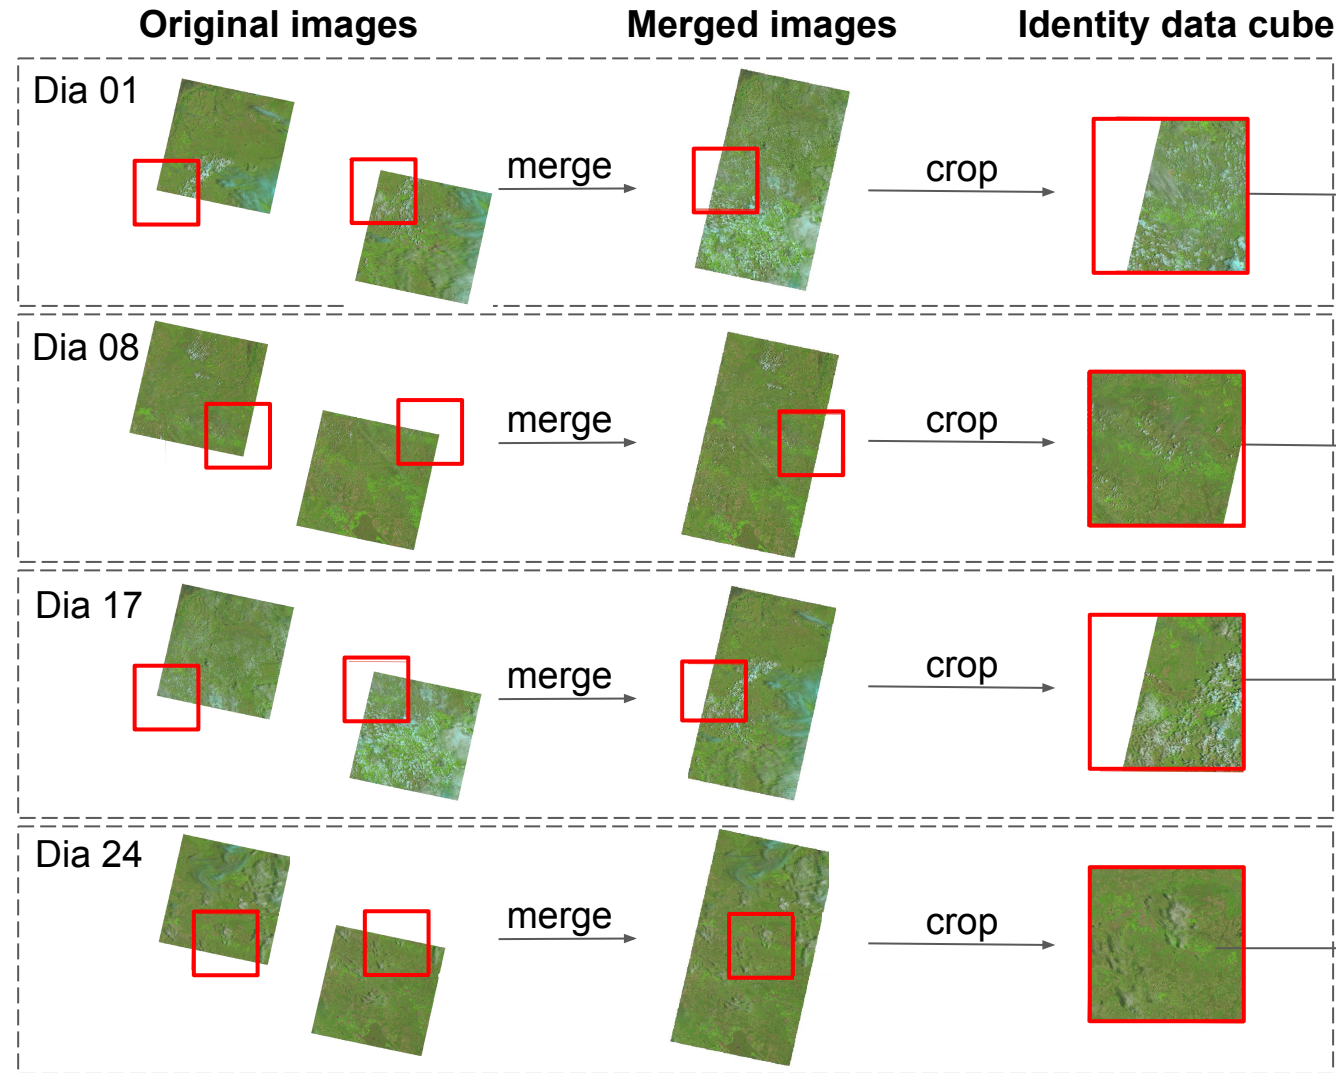 Original images
Merged images
Identity data cube
Dia 01
merge
crop
Dia 08
merge
crop
Dia 17
merge
crop
Dia 24
merge
crop